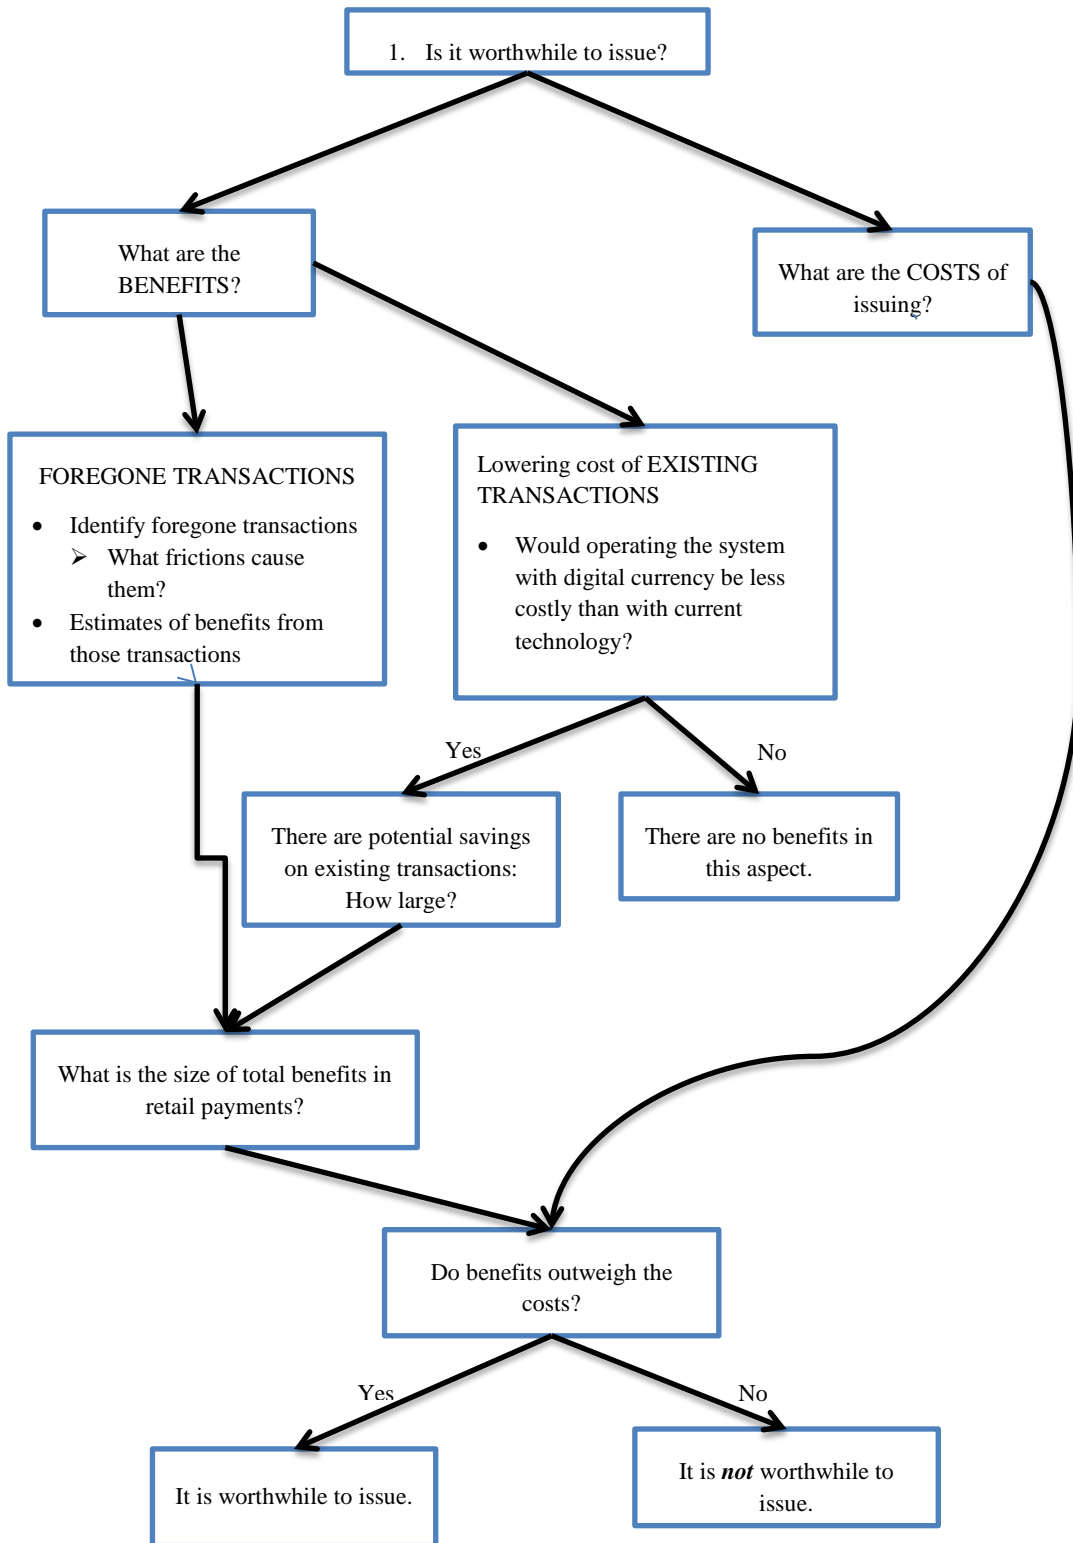 1. Is it worthwhile to issue?
What are the
BENEFITS?
What are the COSTS of
issuing?
FOREGONE TRANSACTIONS
• Identify foregone transactions
➢ What frictions cause
them?
• Estimates of benefits from
those transactions
Lowering cost of EXISTING
TRANSACTIONS
• Would operating the system
with digital currency be less
costly than with current
technology?
Yes
No
There are potential savings
on existing transactions:
How large?
There are no benefits in
this aspect.
What is the size of total benefits in
retail payments?
Do benefits outweigh the
costs?
Yes
No
It is worthwhile to issue.
It is not worthwhile to
issue.